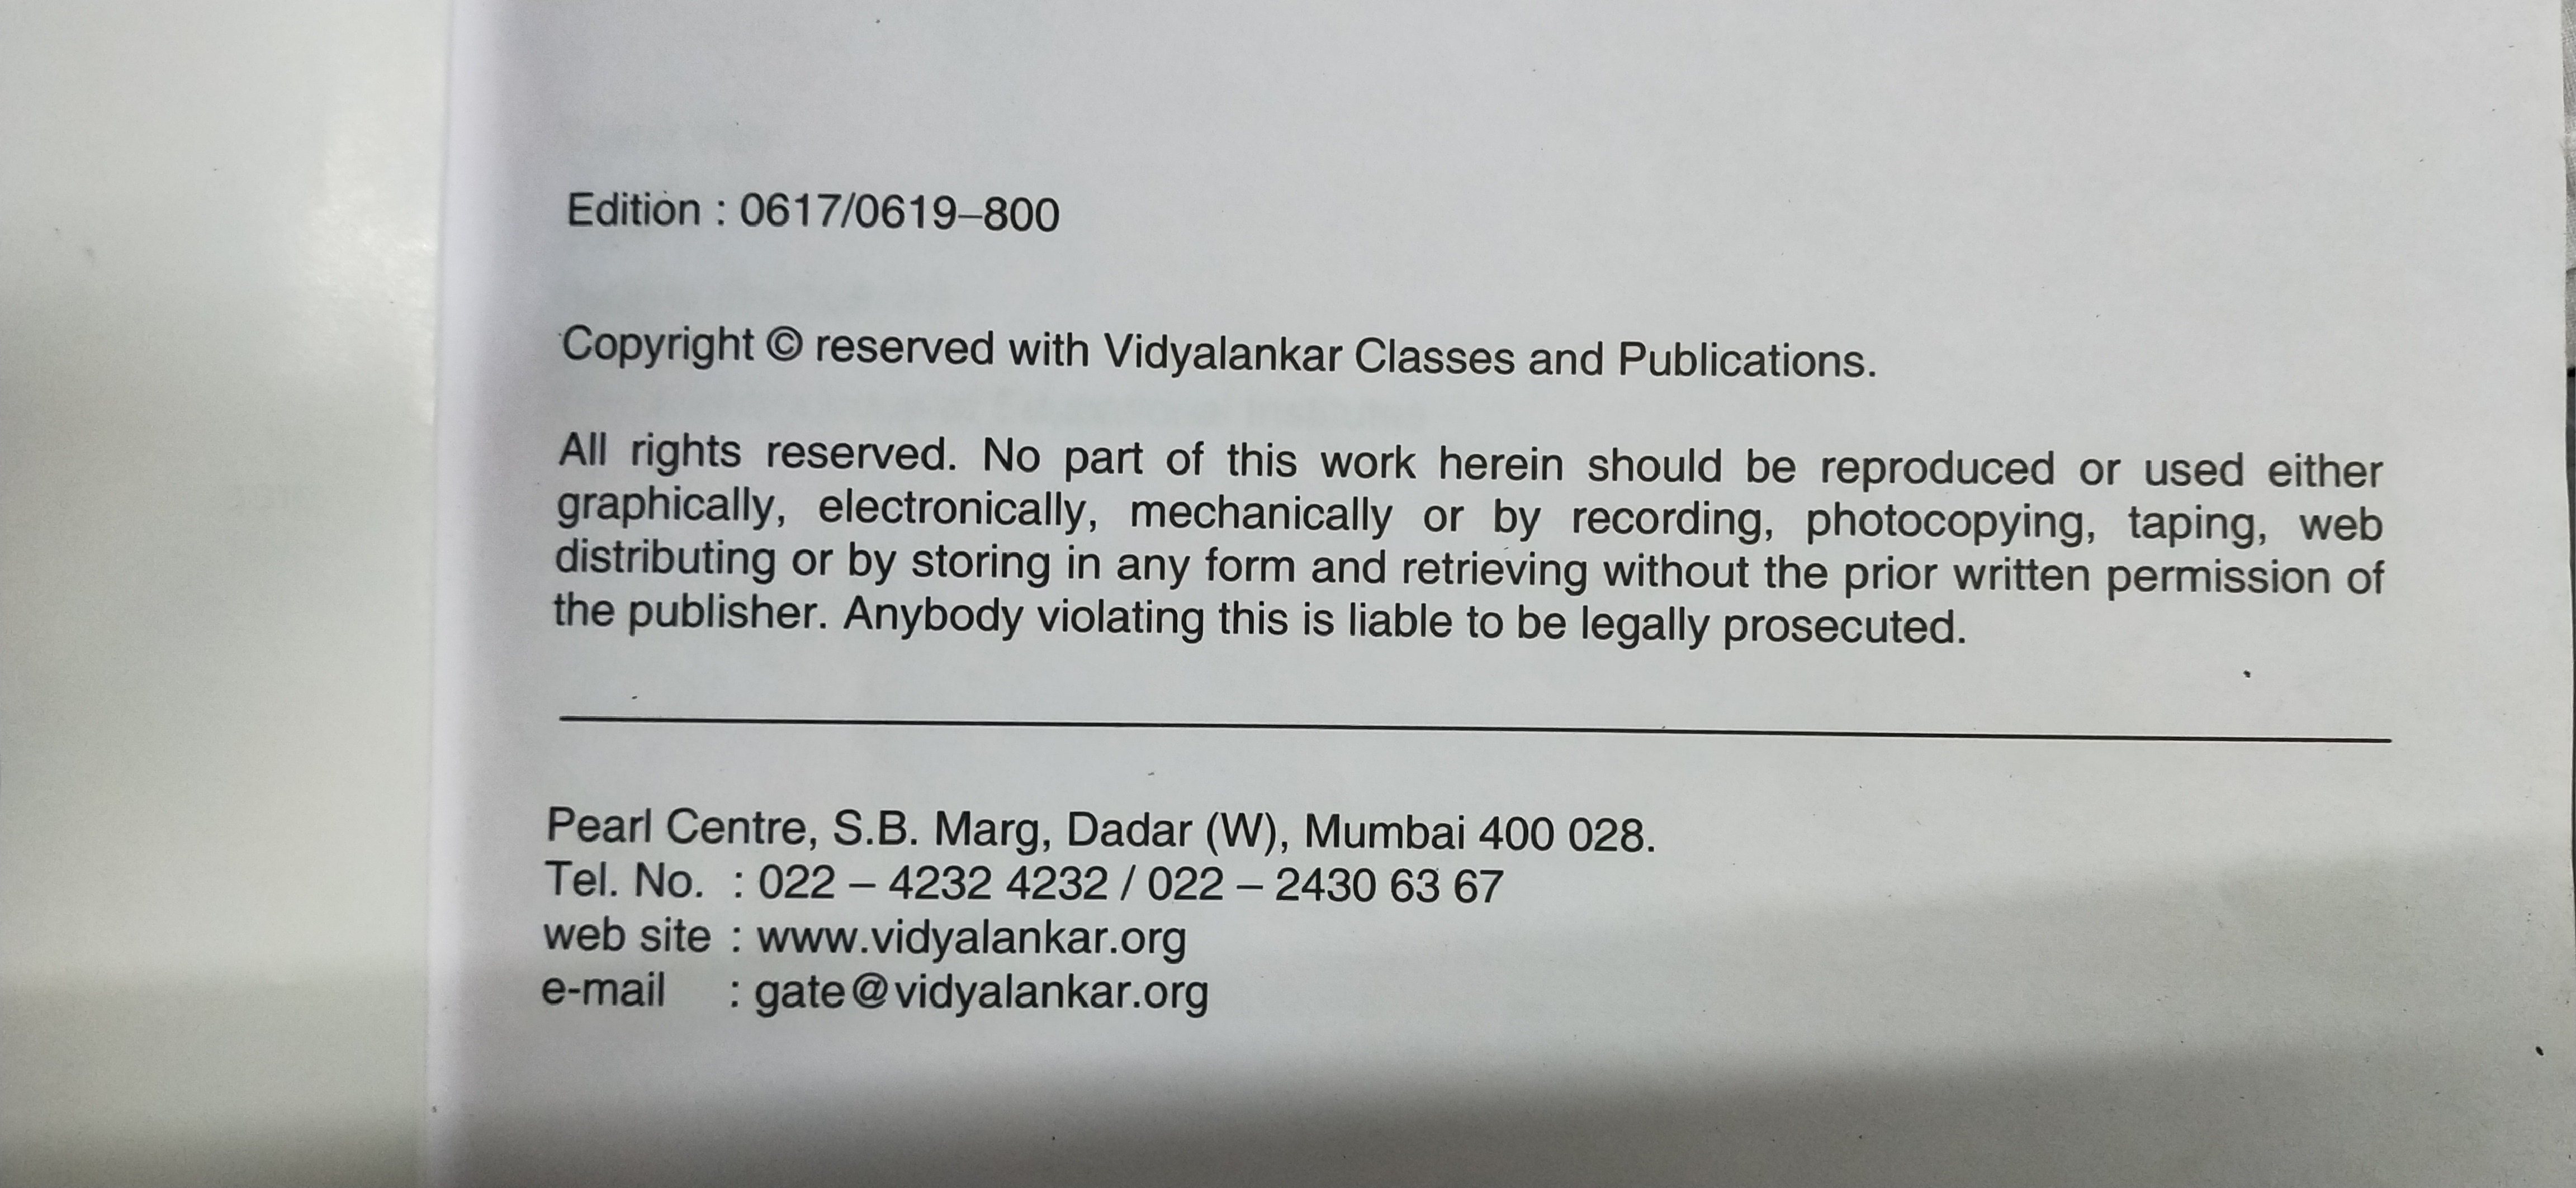 Edition : 0617/0619–800
Copyright © reserved with Vidyalankar Classes and Publications.
All rights reserved. No part of this work herein should be reproduced or used either
graphically, electronically, mechanically or by recording, photocopying, taping, web
distributing or by storing in any form and retrieving without the prior written permission of
the publisher. Anybody violating this is liable to be legally prosecuted.
Pearl Centre, S.B. Marg, Dadar (W), Mumbai 400 028.
Tel. No. : 022 – 4232 4232 / 022 – 2430 63 67
web site : www.vidyalankar.org
e-mail : gate@vidyalankar.org